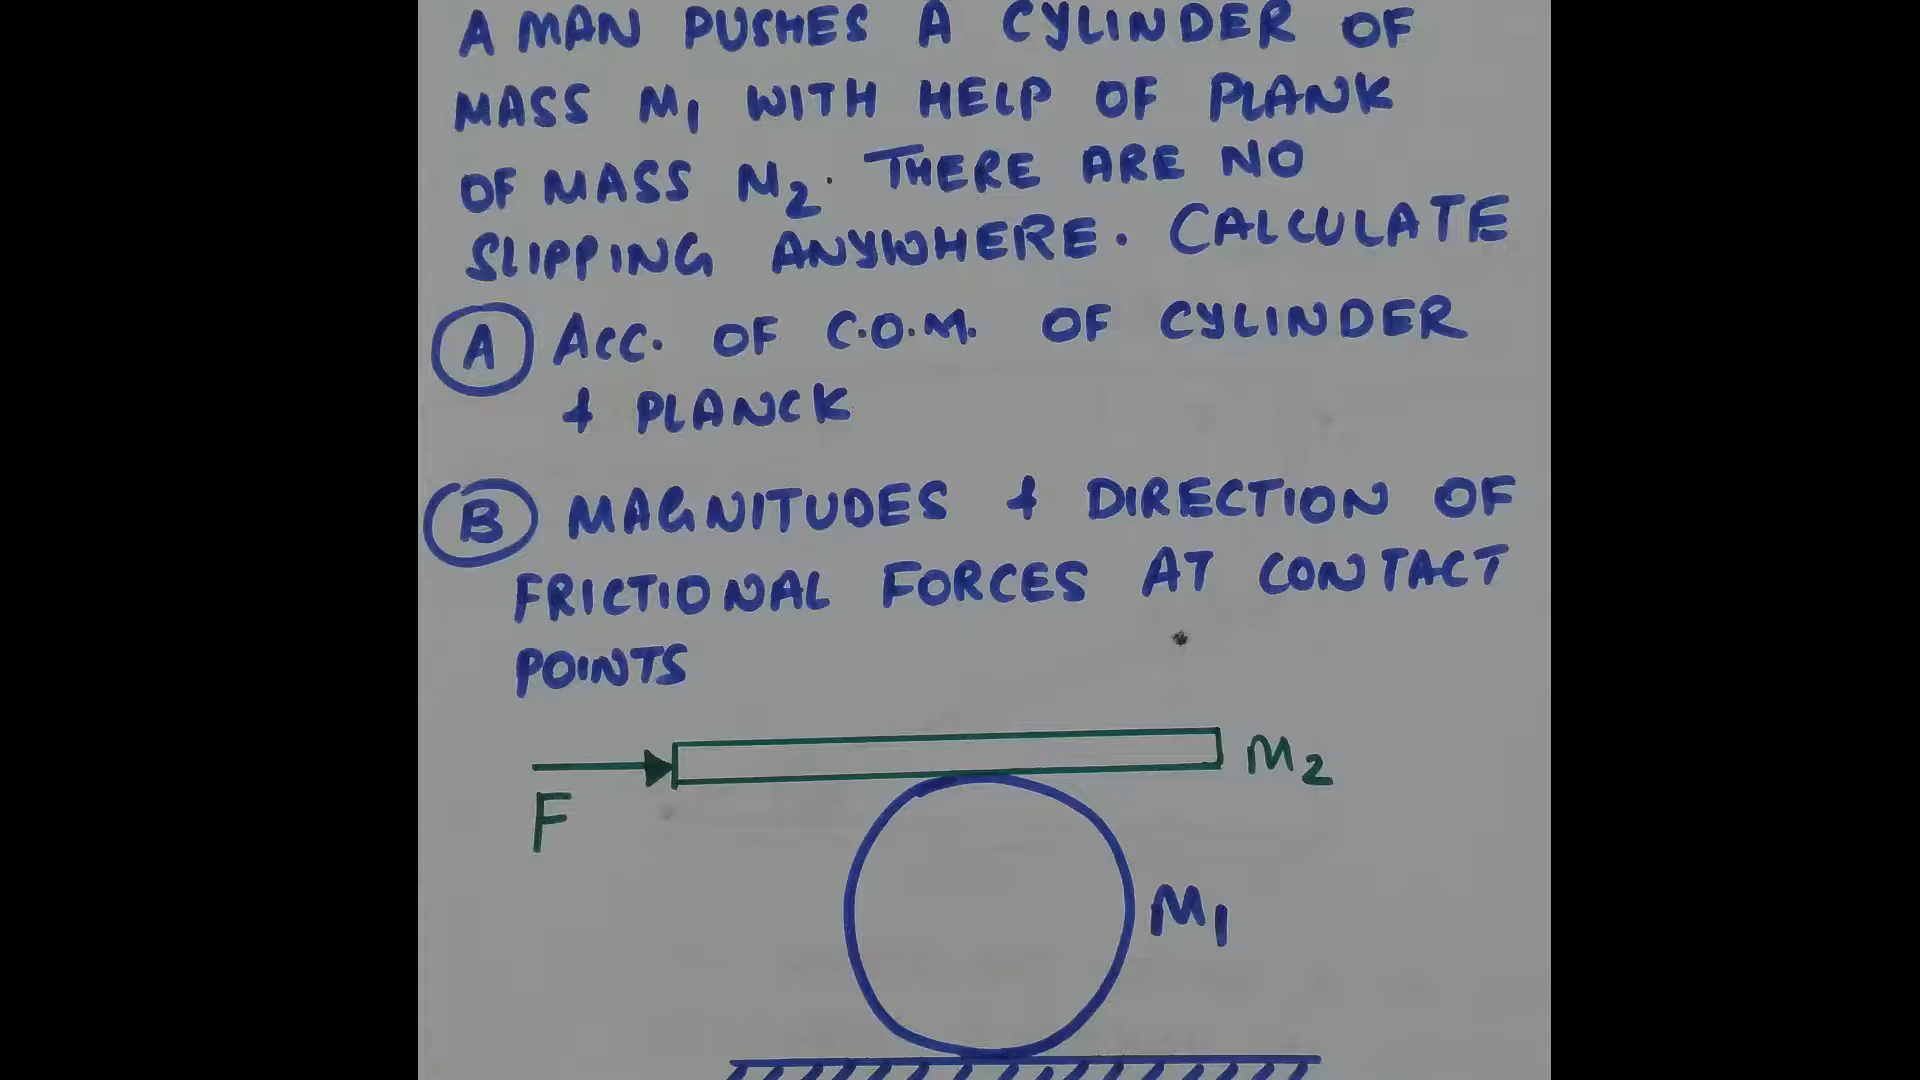 A MAN PUSHES A CYLINDER OF
MASS M1 WITH HELP OF PLANK
OF MASS M2. THERE ARE NO
SLIPPING ANYWHERE. CALCULATE
A ACC. OF C.O.M. OF CYLINDER
+ PLANCK
B MAGNITUDES + DIRECTION OF
FRICTIONAL FORCES AT CONTACT
POINTS
M2
F
M1